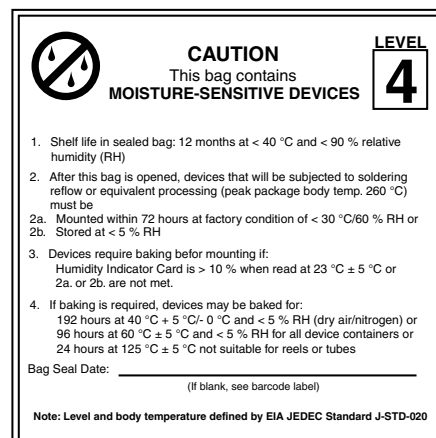 LEVEL
CAUTION
4
This bag contains
MOISTURE-SENSITIVE DEVICES
1. Shelf life in sealed bag: 12 months at < 40 °C and < 90 % relative
humidity (RH)
2. After this bag is opened, devices that will be subjected to soldering
reflow or equivalent processing (peak package body temp. 260 °C)
must be
2a. Mounted within 72 hours at factory condition of < 30 °C/60 % RH or
2b. Stored at < 5 % RH
3. Devices require baking befor mounting if:
Humidity Indicator Card is > 10 % when read at 23 °C ± 5 °C or
2a. or 2b. are not met.
4. If baking is required, devices may be baked for:
192 hours at 40 °C + 5 °C/- 0 °C and < 5 % RH (dry air/nitrogen) or
96 hours at 60 °C ± 5 °C and < 5 % RH for all device containers or
24 hours at 125 °C ± 5 °C not suitable for reels or tubes
Bag Seal Date:
(If blank, see barcode label)
Note: Level and body temperature defined by EIA JEDEC Standard J-STD-020